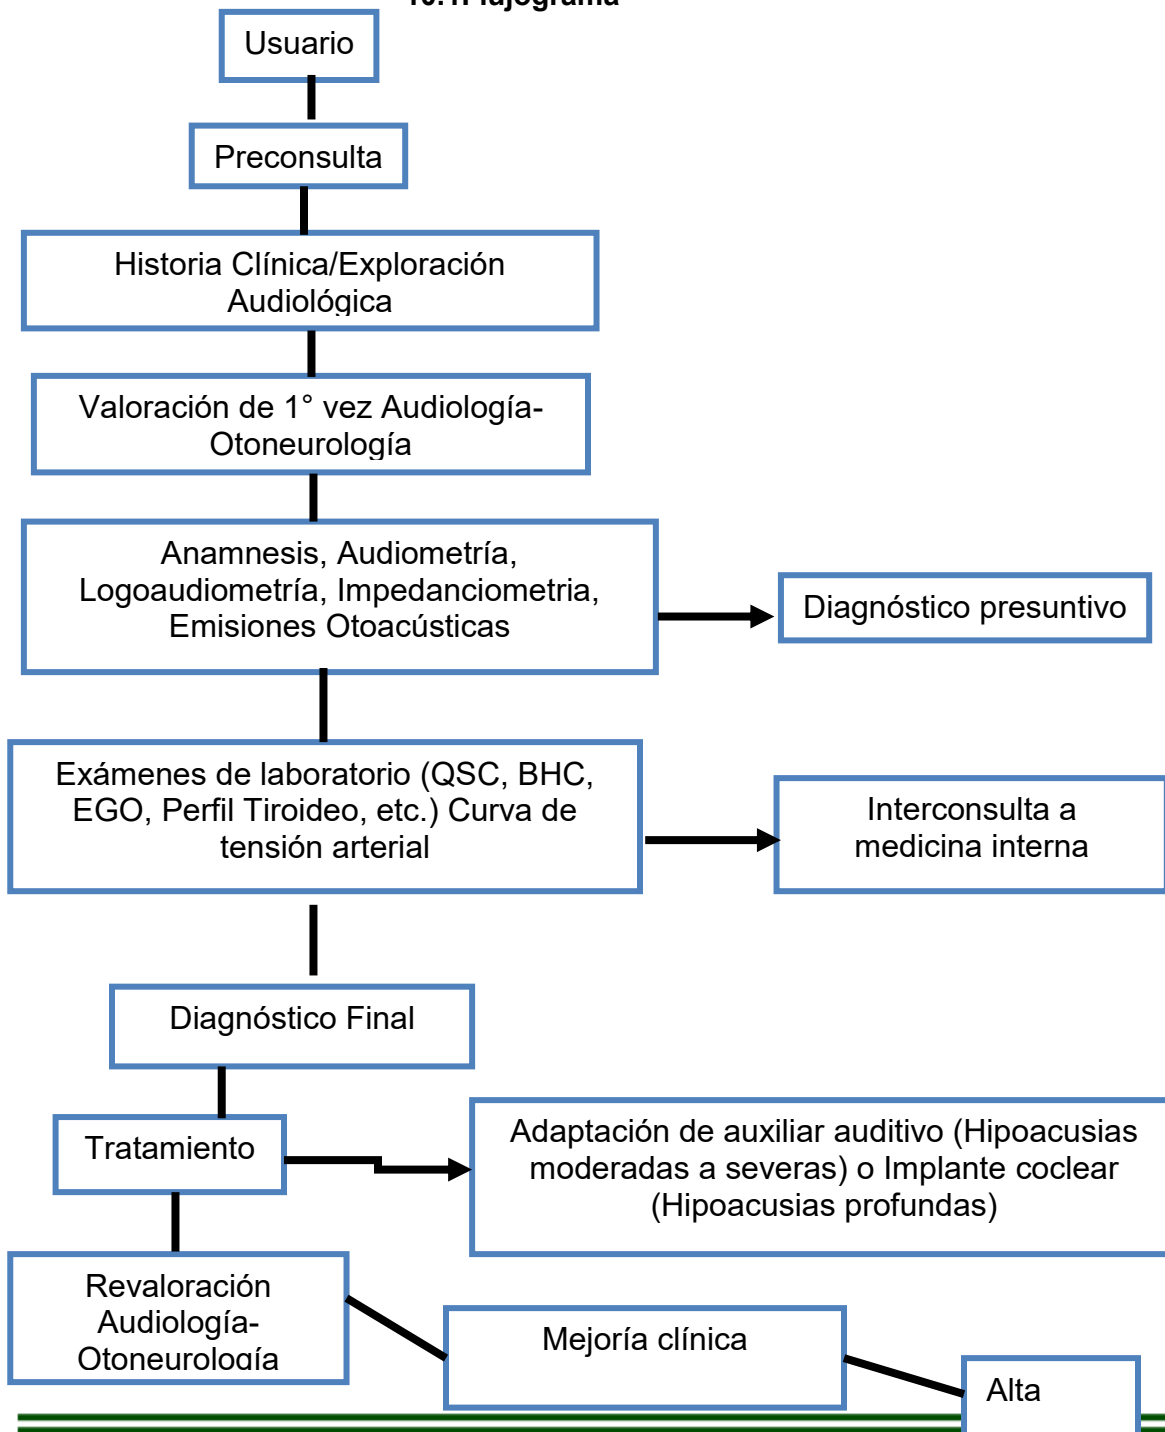 10.1Flujograma
Usuario
Preconsulta
Historia Clínica/Exploración
Audiológica
Valoración de 1° vez Audiología-
Otoneurología
Anamnesis, Audiometría,
Logoaudiometría, Impedanciometria,
Emisiones Otoacústicas
Diagnóstico presuntivo
Exámenes de laboratorio (QSC, BHC,
EGO, Perfil Tiroideo, etc.) Curva de
tensión arterial
Interconsulta a
medicina interna
Diagnóstico Final
Tratamiento
Adaptación de auxiliar auditivo (Hipoacusias
moderadas a severas) o Implante coclear
(Hipoacusias profundas)
Revaloración
Audiología-
Otoneurología
Mejoría clínica
Alta